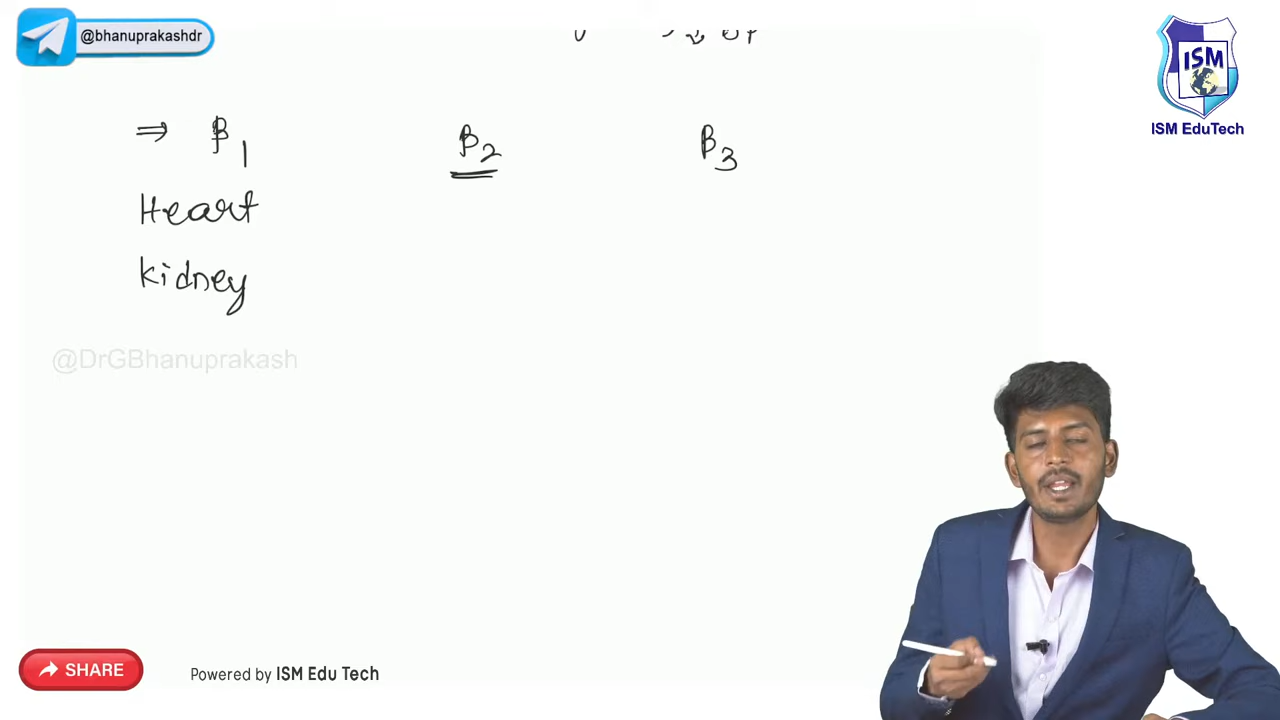 @bhanuprakashdr
ISM
ISM EduTech
⇒ β1 β2 β3
Heart
Kidney
@DrGBhanuprakash
SHARE
Powered by ISM Edu Tech